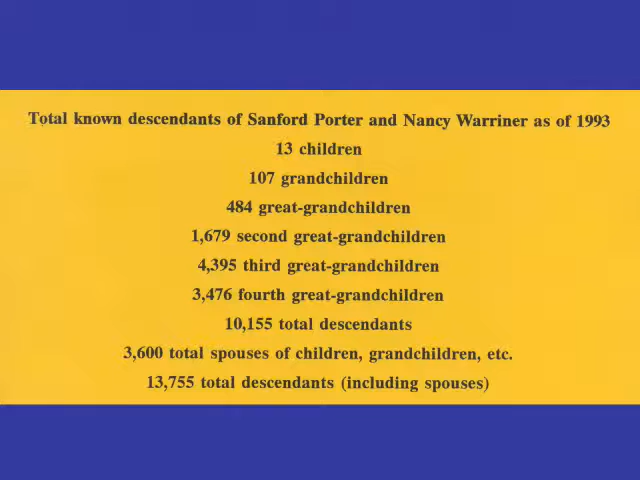 Total known descendants of Sanford Porter and Nancy Warriner as of 1993
13 children
107 grandchildren
484 great-grandchildren
1,679 second great-grandchildren
4,395 third great-grandchildren
3,476 fourth great-grandchildren
10,155 total descendants
3,600 total spouses of children, grandchildren, etc.
13,755 total descendants (including spouses)